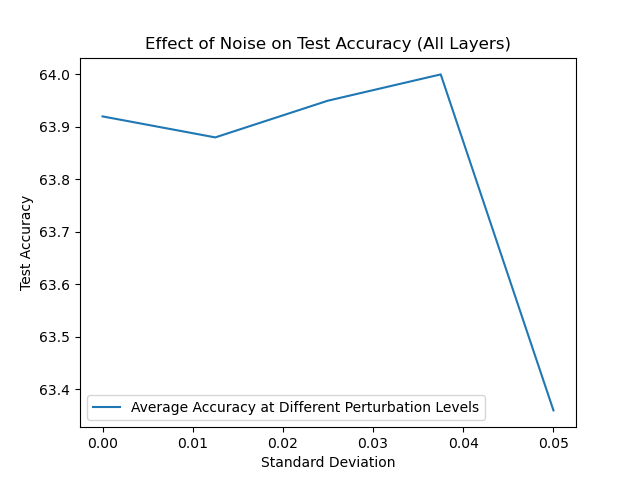 Effect of Noise on Test Accuracy (All Layers)
Test Accuracy
64.0
63.9
63.8
63.7
63.6
63.5
63.4
Average Accuracy at Different Perturbation Levels
0.00 0.01 0.02 0.03 0.04 0.05
Standard Deviation